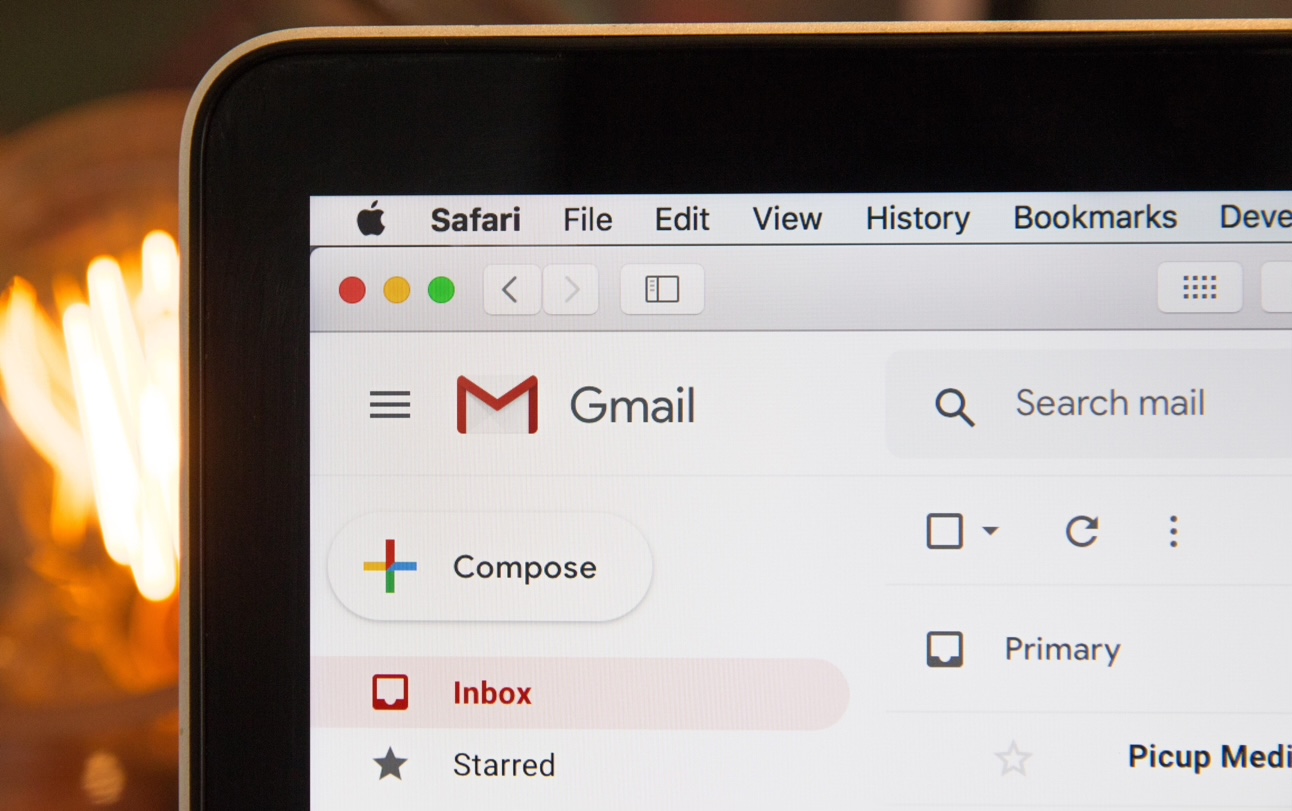 Safari File Edit View History Bookmarks Deve
Gmail Search mail
Compose
Primary
Inbox
Starred
Picup Medi